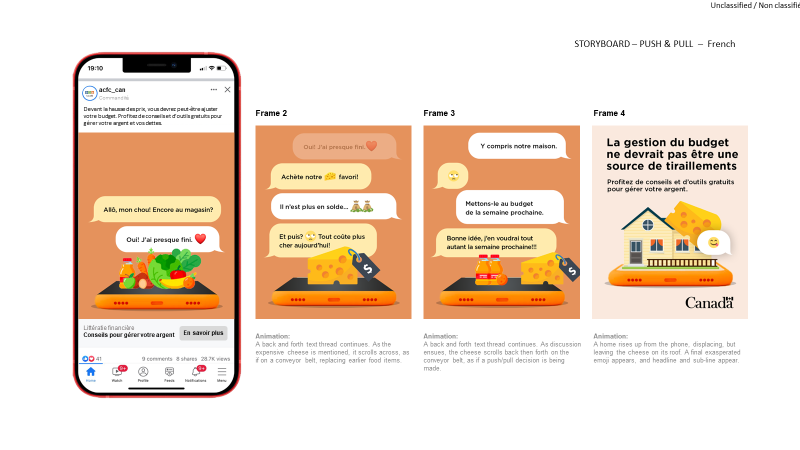 Unclassified / Non classifié
STORYBOARD – PUSH & PULL – French
19:10
acfc_can
Commandité
Devant la hausse des prix, vous devrez peut-être ajuster
votre budget. Profitez de conseils et d'outils gratuits pour
gérer votre argent et vos dettes.
Allô, mon chou! Encore au magasin?
Oui! J'ai presque fini.
Littératie financière
Conseils pour gérer votre argent
En savoir plus
41
9 comments 8 shares 28.7K views
9+
9+
Home
Watch
Profile
Feeds
Notifications
Menu
Frame 2
Oui! J'ai presque fini.
Achète notre favori!
Il n'est plus en solde...
Et puis? Tout coûte plus
cher aujourd'hui!
$
Animation:
A back and forth text thread continues. As the
expensive cheese is mentioned, it scrolls across, as
if on a conveyor belt, replacing earlier food items.
Frame 3
Y compris notre maison.
Mettons-le au budget
de la semaine prochaine.
Bonne idée, j'en voudrai tout
autant la semaine prochaine!!!
$
Animation:
A back and forth text thread continues. As discussion
ensues, the cheese scrolls back then forth on the
conveyor belt, as if a push/pull decision is being
made.
Frame 4
La gestion du budget
ne devrait pas être une
source de tiraillements
Profitez de conseils et d'outils gratuits
pour gérer votre argent.
Canada
Animation:
A home rises up from the phone, displacing, but
leaving the cheese on its roof. A final exasperated
emoji appears, and headline and sub-line appear.